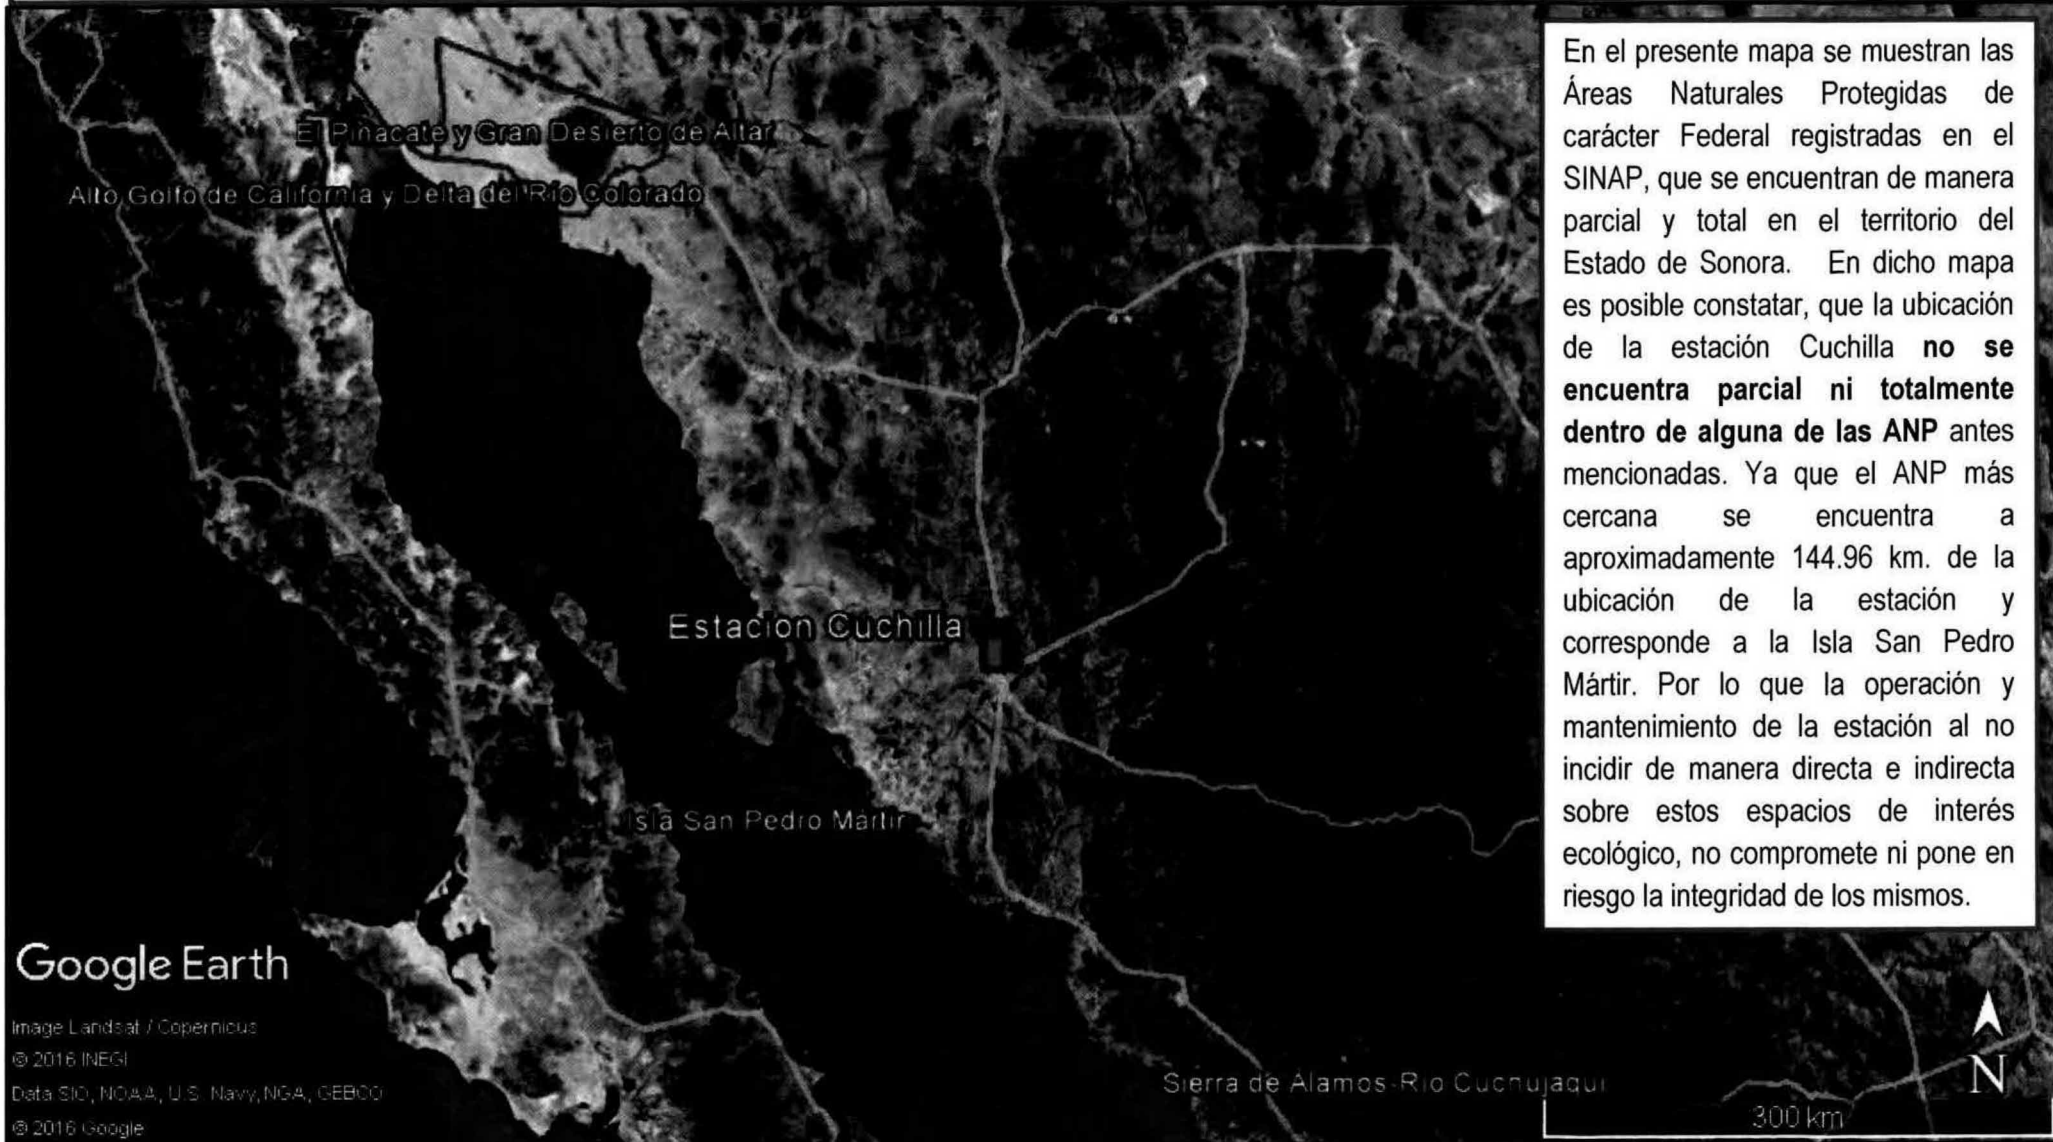 El Pinacate y Gran Desierto de Altar
Alto Golfo de California y Delta del Río Colorado
Estacion Cuchilla
Isla San Pedro Mártir
Sierra de Álamos-Río Cuchujaqui
En el presente mapa se muestran las
Áreas Naturales Protegidas de
carácter Federal registradas en el
SINAP, que se encuentran de manera
parcial y total en el territorio del
Estado de Sonora. En dicho mapa
es posible constatar, que la ubicación
de la estación Cuchilla no se
encuentra parcial ni totalmente
dentro de alguna de las ANP antes
mencionadas. Ya que el ANP más
cercana se encuentra a
aproximadamente 144.96 km. de la
ubicación de la estación y
corresponde a la Isla San Pedro
Mártir. Por lo que la operación y
mantenimiento de la estación al no
incidir de manera directa e indirecta
sobre estos espacios de interés
ecológico, no compromete ni pone en
riesgo la integridad de los mismos.
Google Earth
Image Landsat / Copernicus
© 2016 INEGI
Data SIO, NOAA, U.S. Navy, NGA, GEBCO
© 2016 Google
N
300 km